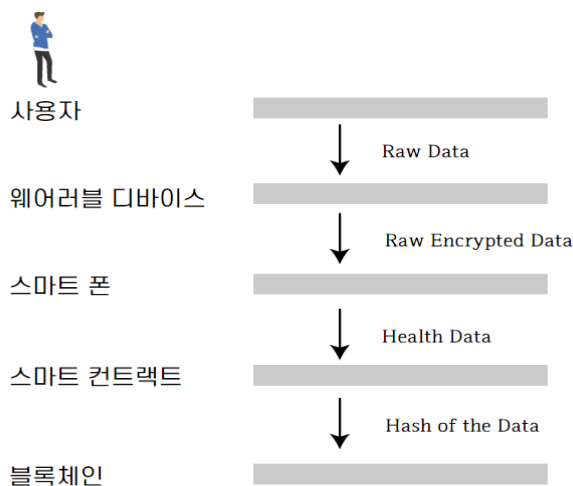 사용자
Raw Data
웨어러블 디바이스
Raw Encrypted Data
스마트 폰
Health Data
스마트 컨트랙트
Hash of the Data
블록체인